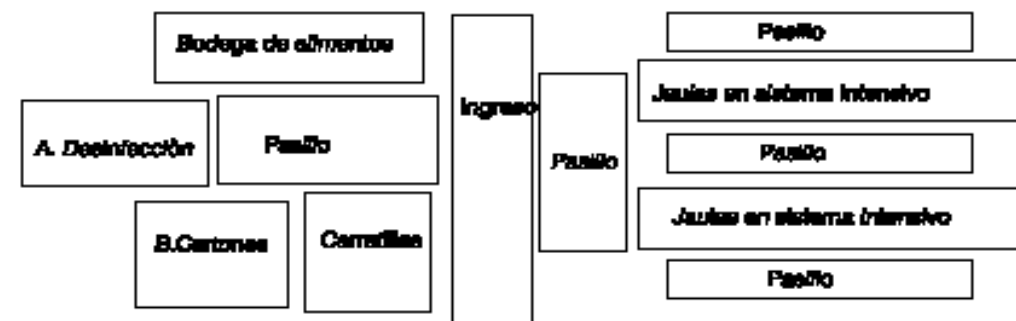 Bodega de alimentos
A. Desinfección
Pasillo
B.Cartones
Carretillas
Ingreso
Pasillo
Pasillo
Jaulas en sistema intensivo
Pasillo
Jaulas en sistema intensivo
Pasillo